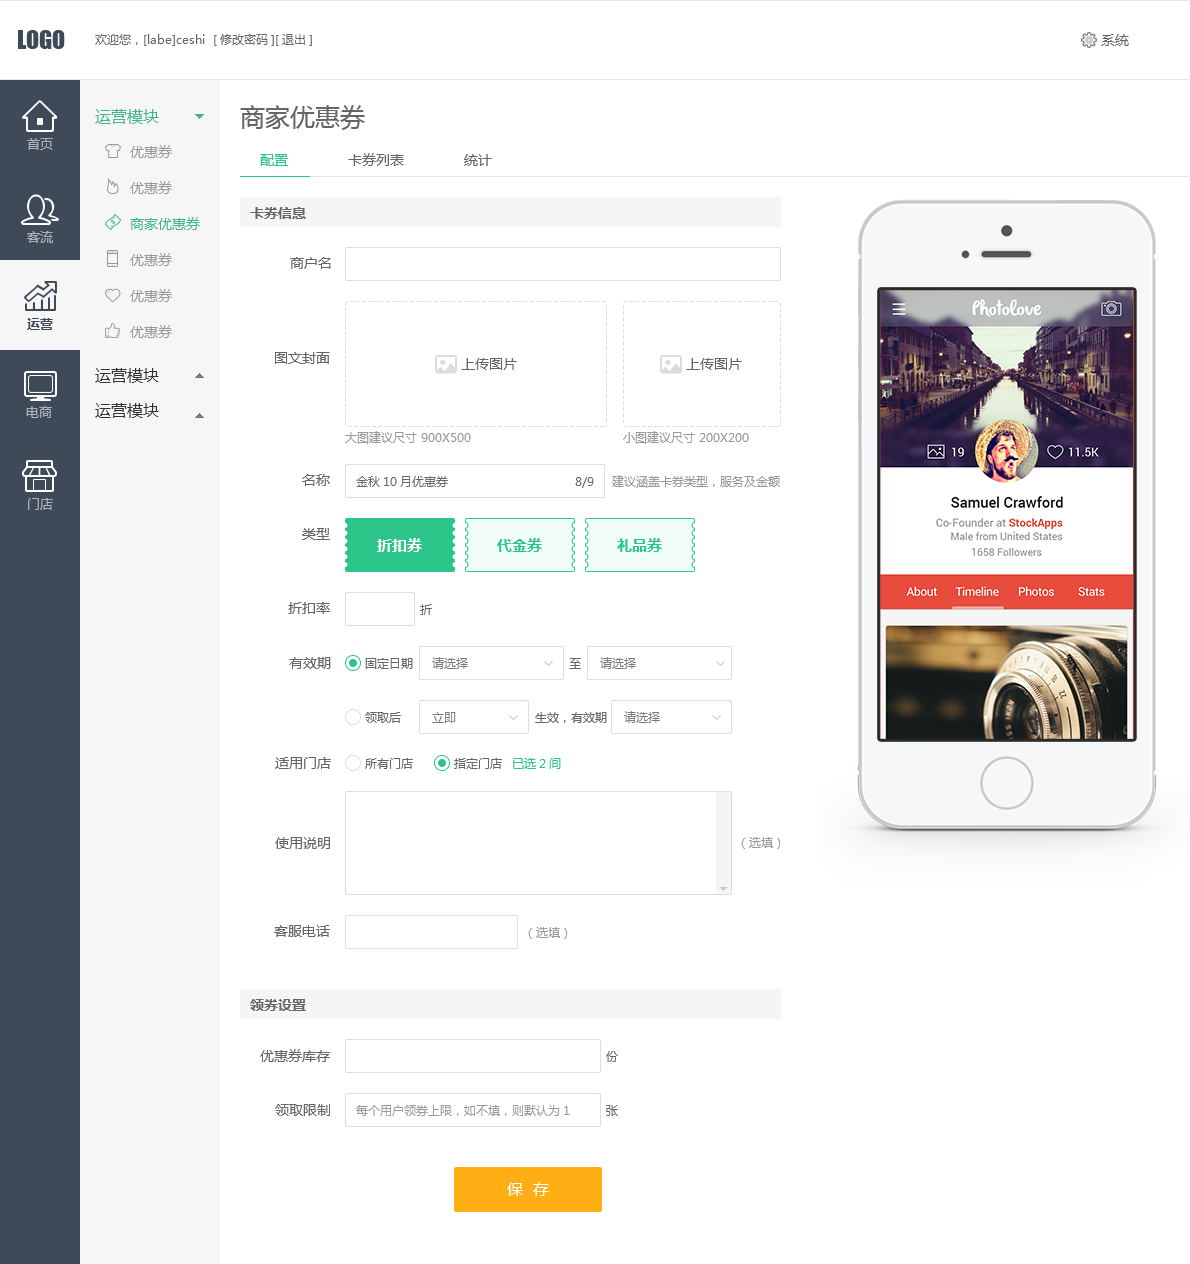 LOGO
欢迎您，[labe]ceshi [ 修改密码 ][ 退出 ]
系统
首页
客流
运营
电商
门店
运营模块
优惠券
优惠券
商家优惠券
优惠券
优惠券
优惠券
运营模块
运营模块
商家优惠券
配置 卡券列表 统计
卡券信息
商户名
图文封面 上传图片 上传图片
大图建议尺寸 900X500 小图建议尺寸 200X200
名称 金秋 10 月优惠券 8/9 建议涵盖卡券类型，服务及金额
类型 折扣券 代金券 礼品券
折扣率 折
有效期 固定日期 请选择 至 请选择
领取后 立即 生效，有效期 请选择
适用门店 所有门店 指定门店 已选 2 间
使用说明 （选填）
客服电话 （选填）
领券设置
优惠券库存 份
领取限制 每个用户领券上限，如不填，则默认为 1 张
保 存
Photolove
19 11.5K
Samuel Crawford
Co-Founder at StockApps
Male from United States
1658 Followers
About Timeline Photos Stats